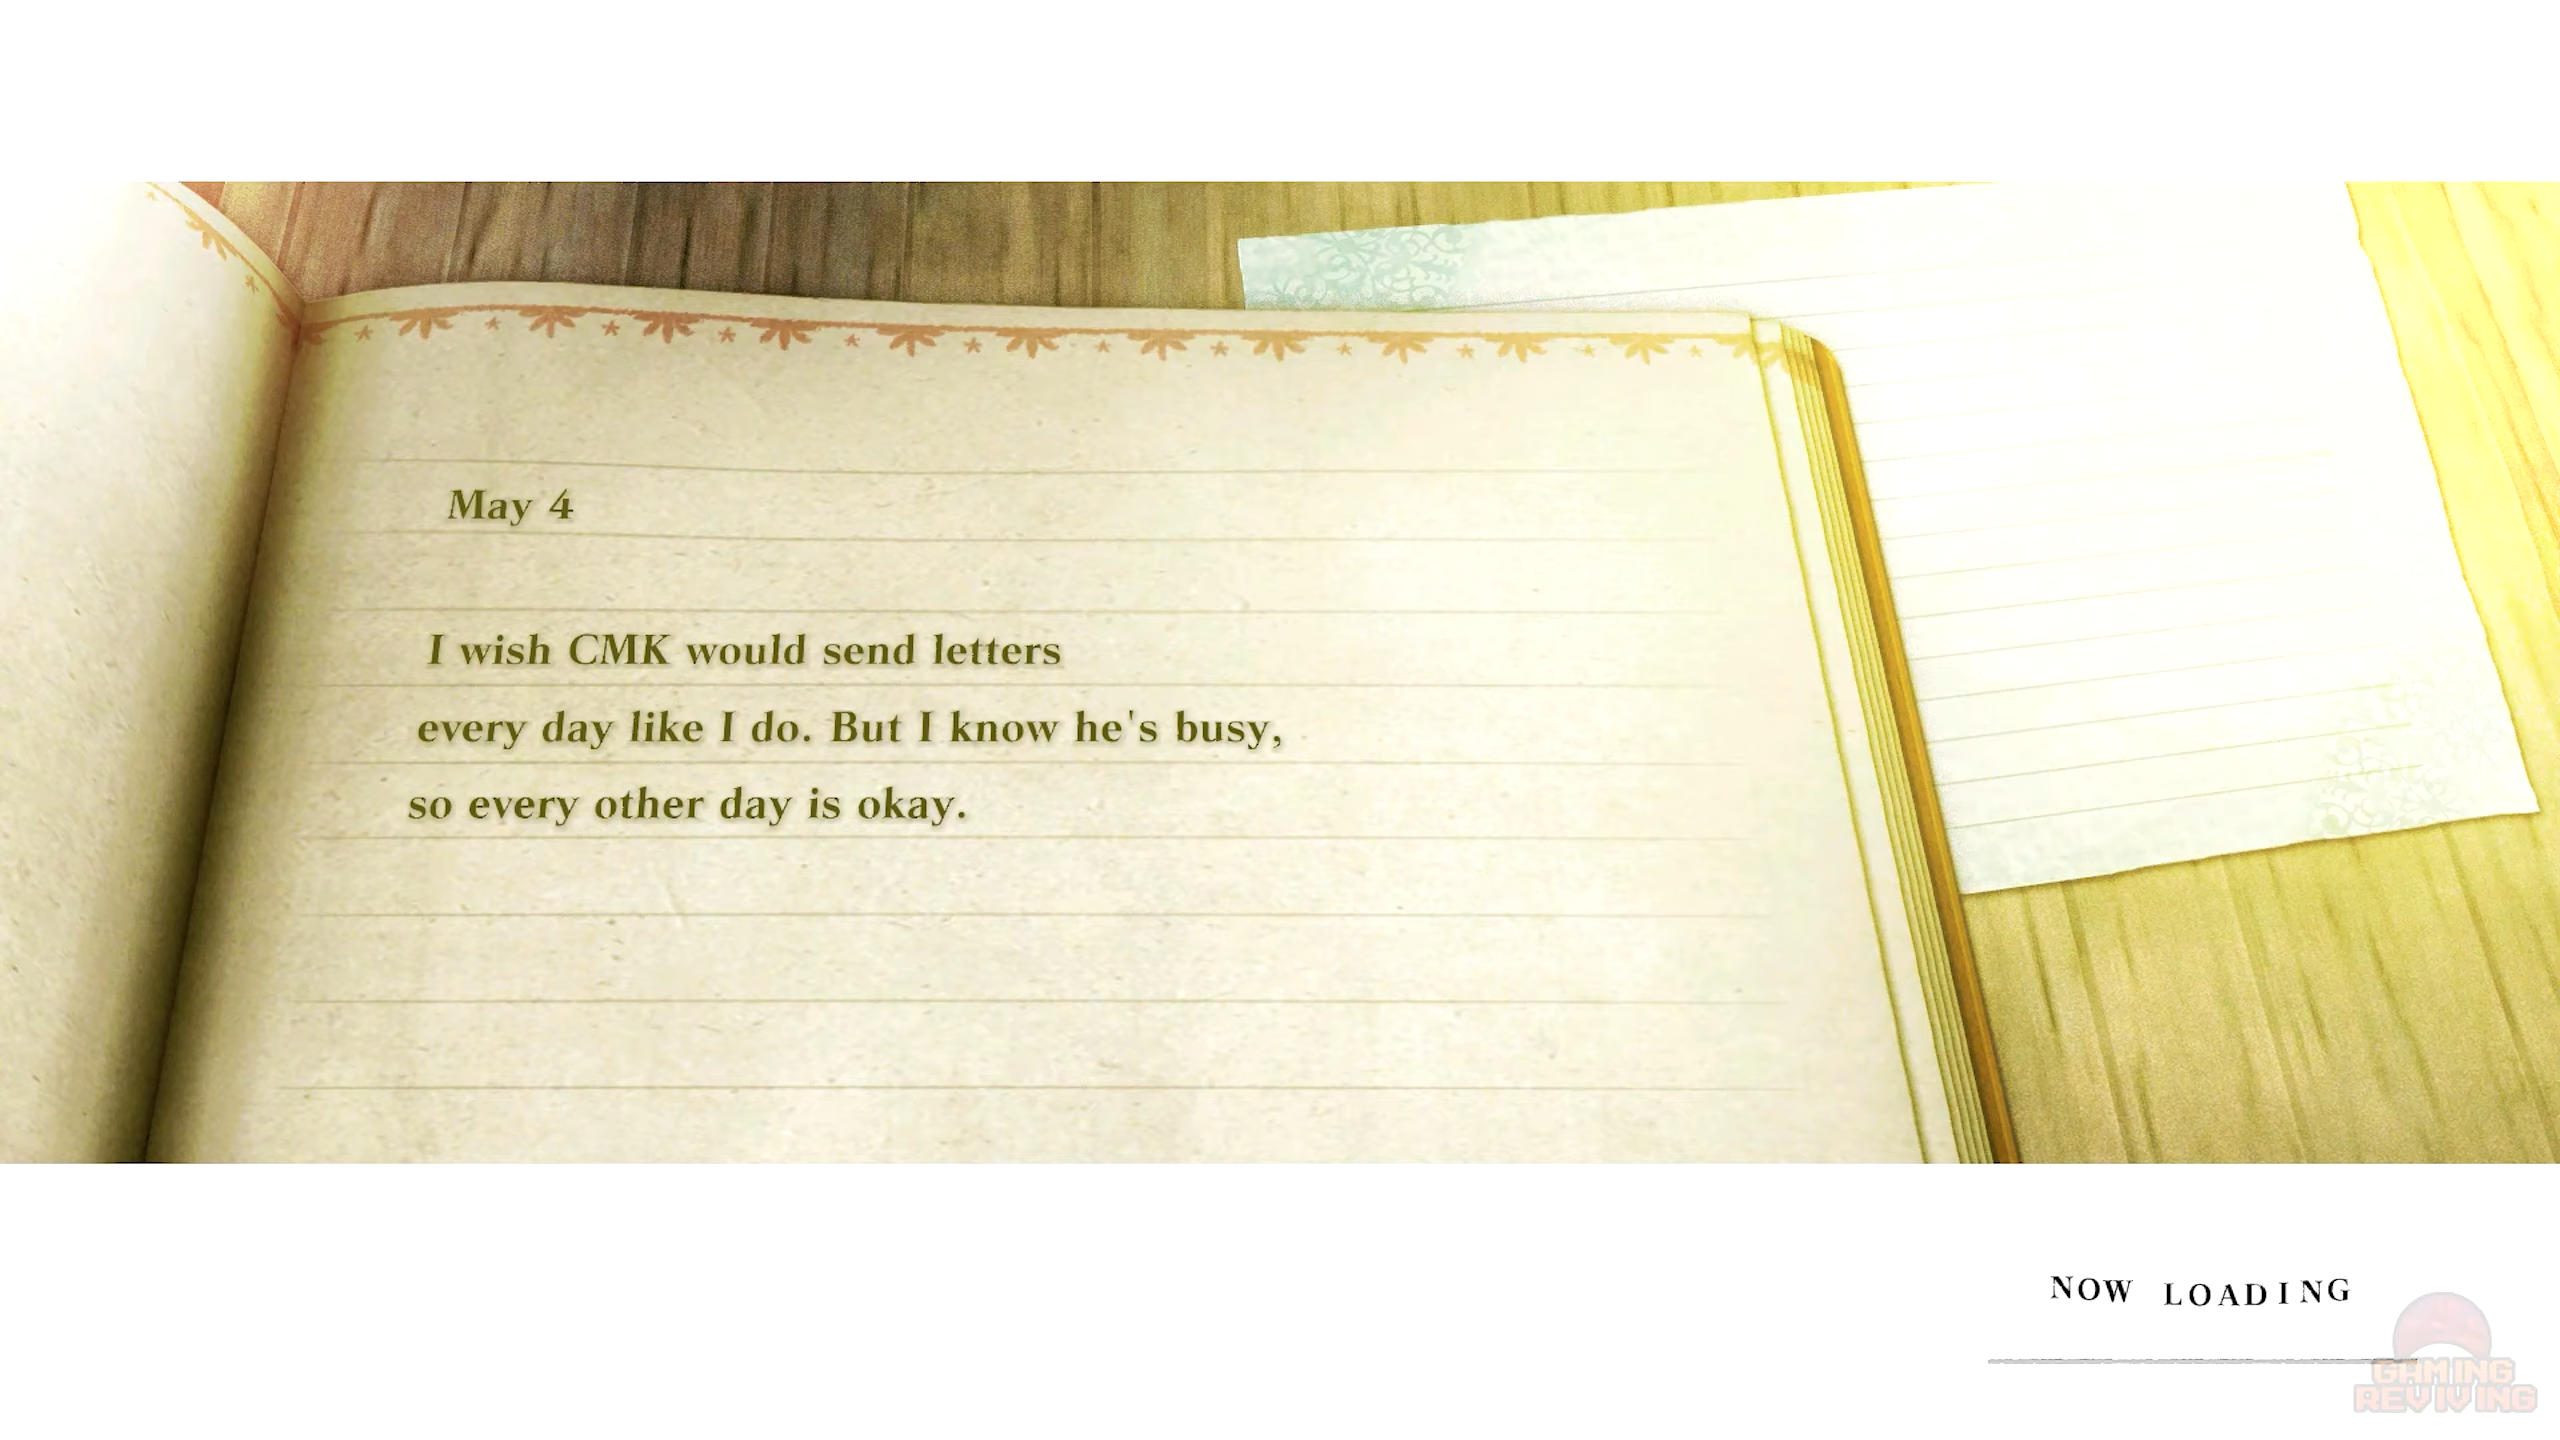 May 4
I wish CMK would send letters
every day like I do. But I know he's busy,
so every other day is okay.
NOW LOADING
GAMING
REVIVING